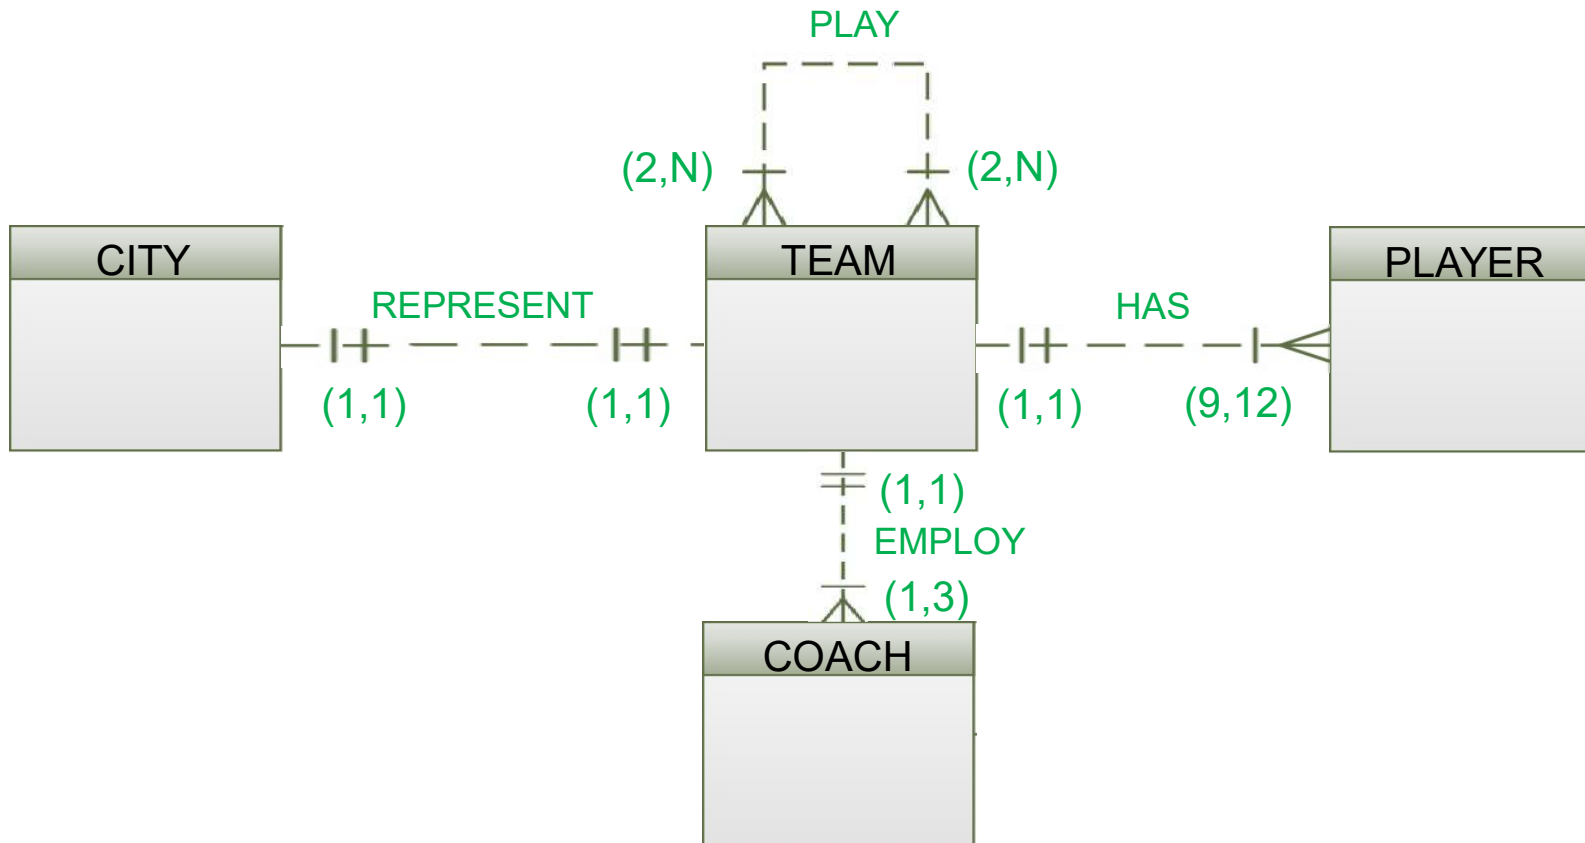 PLAY
(2,N)
(2,N)
CITY
TEAM
PLAYER
REPRESENT
HAS
(1,1)
(1,1)
(1,1)
(9,12)
(1,1)
EMPLOY
(1,3)
COACH